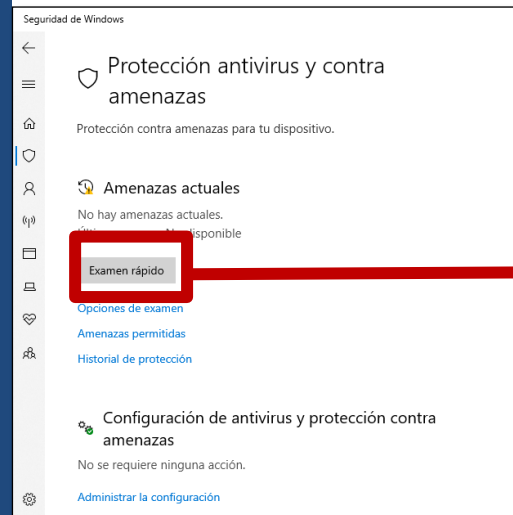 Seguridad de Windows
Protección antivirus y contra
amenazas
Protección contra amenazas para tu dispositivo.
Amenazas actuales
No hay amenazas actuales.
disponible
Examen rápido
Opciones de examen
Amenazas permitidas
Historial de protección
Configuración de antivirus y protección contra
amenazas
No se requiere ninguna acción.
Administrar la configuración